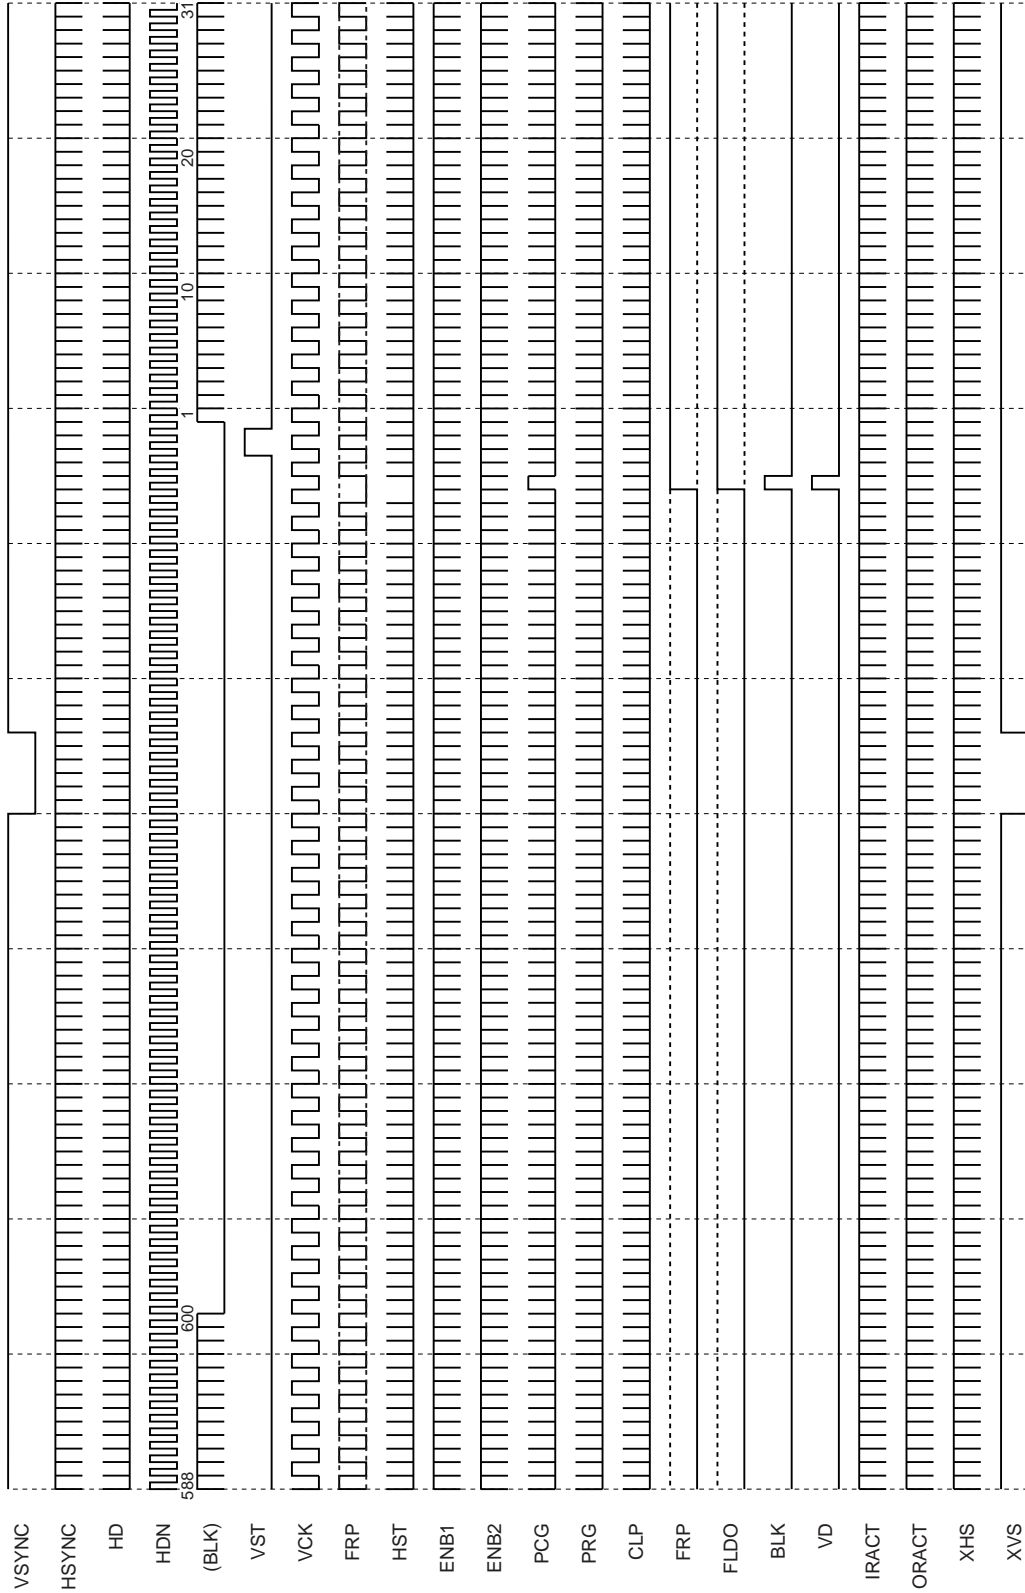 VSYNC
HSYNC
HD
HDN
(BLK)
588
600
1
10
20
31
VST
VCK
FRP
HST
ENB1
ENB2
PCG
PRG
CLP
FRP
FLDO
BLK
VD
IRACT
ORACT
XHS
XVS